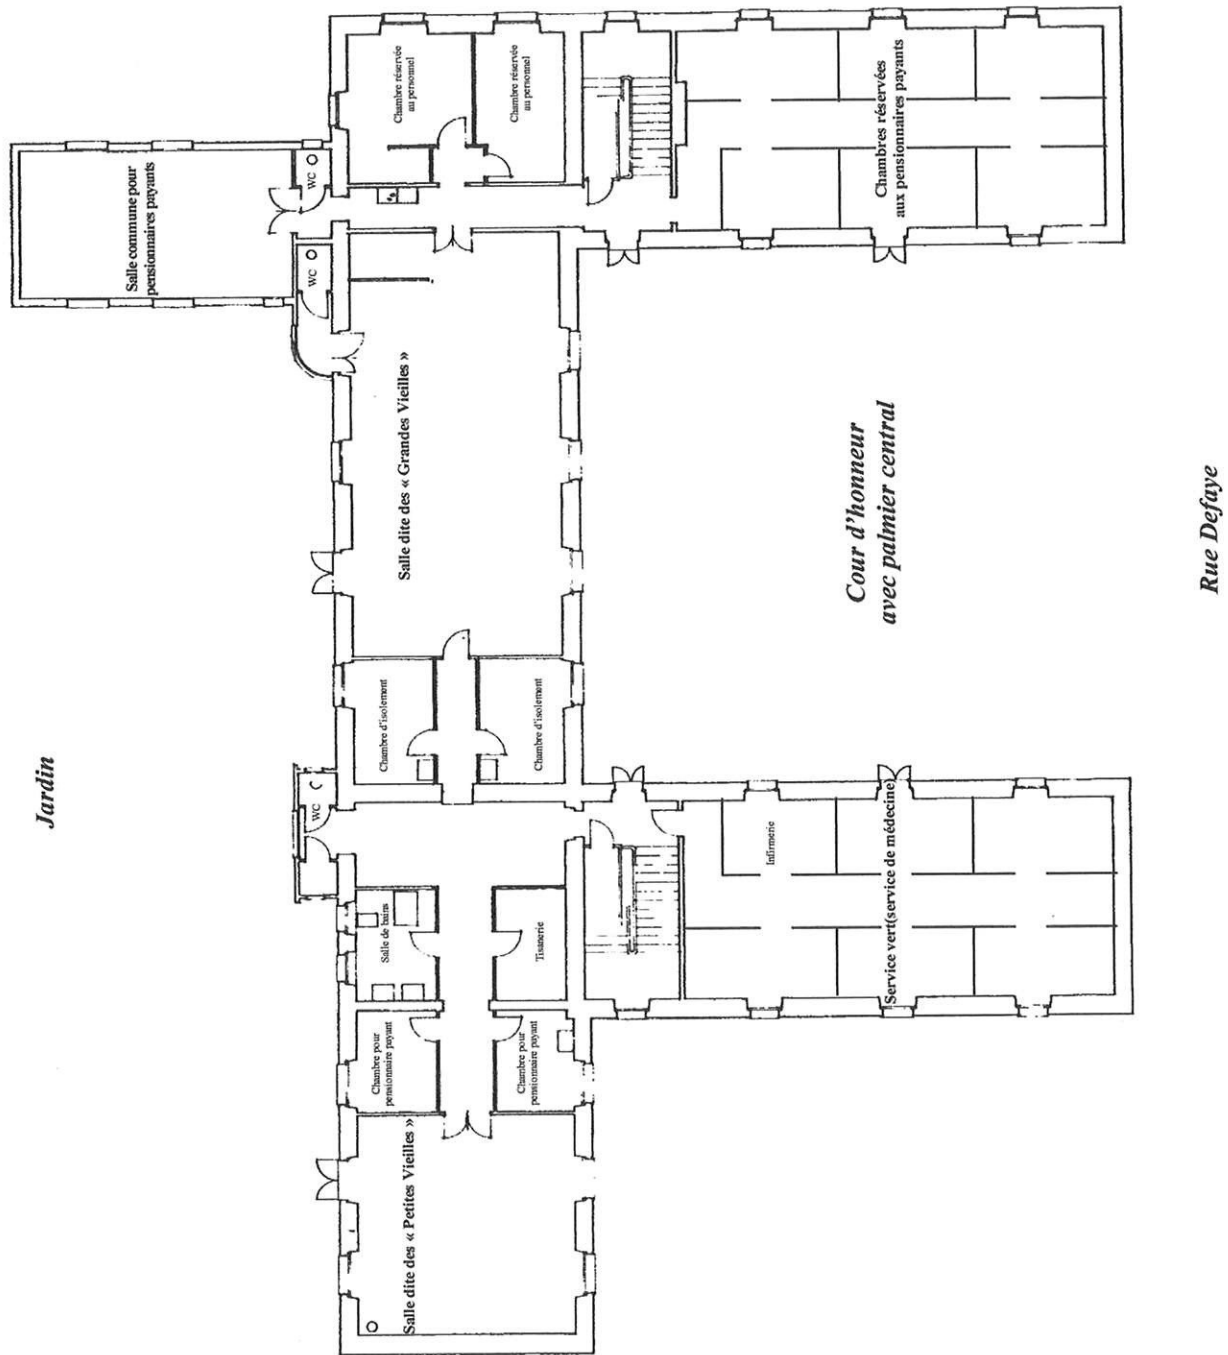 Jardin
Salle commune pour
pensionnaires payants
WC
WC
Chambre réservée
au personnel
Chambre réservée
au personnel
Chambres réservées
aux pensionnaires payants
Salle dite des « Grandes Vieilles »
Cour d'honneur
avec palmier central
Rue Defaye
Chambre d'isolement
Chambre d'isolement
WC
Salle de bains
Tisanerie
Infirmerie
Service vert(service de médecine)
Chambre pour
pensionnaire payant
Chambre pour
pensionnaire payant
Salle dite des « Petites Vieilles »